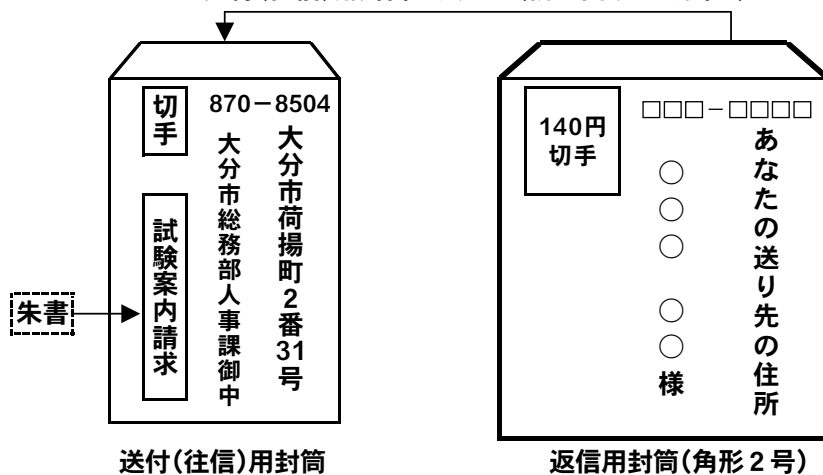 切手
870-8504
大分市荷揚町2番31号
大分市総務部人事課御中
試験案内請求
朱書
送付(往信)用封筒
140円
切手
□□□-□□□□
あなたの送り先の住所
○○○ ○○様
返信用封筒(角形2号)